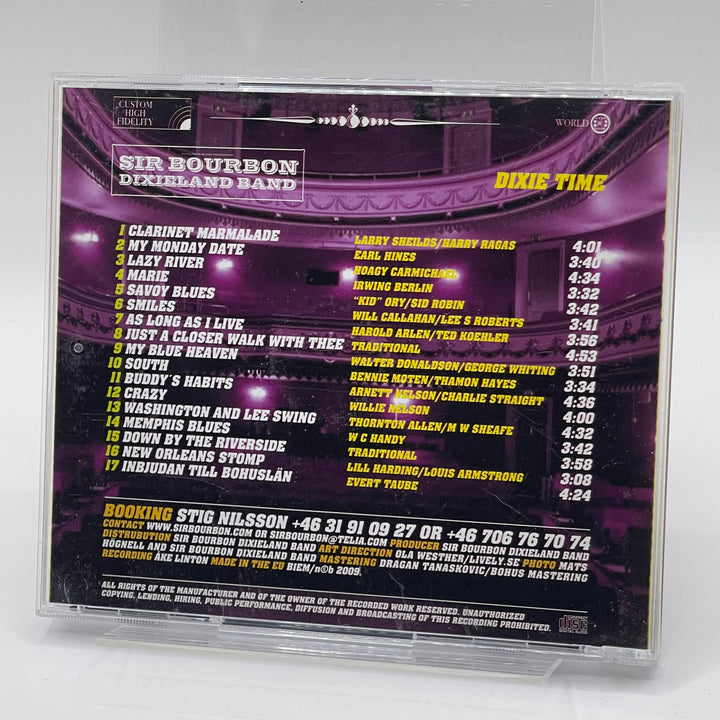 CUSTOM
HIGH
FIDELITY
WORLD
SIR BOURBON
DIXIELAND BAND
DIXIE TIME
1 CLARINET MARMALADE LARRY SHEILDS/HARRY RAGAS 4:01
2 MY MONDAY DATE EARL HINES 3:40
3 LAZY RIVER HOAGY CARMICHAEL 4:34
4 MARIE IRWING BERLIN 3:32
5 SAVOY BLUES "KID" ORY/SID ROBIN 3:42
6 SMILES WILL CALLAHAN/LEE S ROBERTS 3:41
7 AS LONG AS I LIVE HAROLD ARLEN/TED KOEHLER 3:56
8 JUST A CLOSER WALK WITH THEE TRADITIONAL 4:53
9 MY BLUE HEAVEN WALTER DONALDSON/GEORGE WHITING 3:51
10 SOUTH BENNIE MOTEN/THAMON HAYES 3:34
11 BUDDY´S HABITS ARNETT NELSON/CHARLIE STRAIGHT 4:36
12 CRAZY WILLIE NELSON 4:00
13 WASHINGTON AND LEE SWING THORNTON ALLEN/M W SHEAFE 4:32
14 MEMPHIS BLUES W C HANDY 3:42
15 DOWN BY THE RIVERSIDE TRADITIONAL 3:58
16 NEW ORLEANS STOMP LILL HARDING/LOUIS ARMSTRONG 3:08
17 INBJUDAN TILL BOHUSLÄN EVERT TAUBE 4:24
BOOKING STIG NILSSON +46 31 91 09 27 OR +46 706 76 70 74
CONTACT WWW.SIRBOURBON.COM OR SIRBOURBON@TELIA.COM PRODUCER SIR BOURBON DIXIELAND BAND
DISTRUBUTION SIR BOURBON DIXIELAND BAND ART DIRECTION OLA WESTHER/LIVELY.SE PHOTO MATS
HÖGNELL AND SIR BOURBON DIXIELAND BAND MASTERING DRAGAN TANASKOVIC/BOHUS MASTERING
RECORDING ÅKE LINTON MADE IN THE EU BIEM/n©b 2009.
ALL RIGHTS OF THE MANUFACTURER AND OF THE OWNER OF THE RECORDED WORK RESERVED. UNAUTHORIZED
COPYING, LENDING, HIRING, PUBLIC PERFORMANCE, DIFFUSION AND BROADCASTING OF THIS RECORDING PROHIBITED.
COMPACT
disc
DIGITAL AUDIO